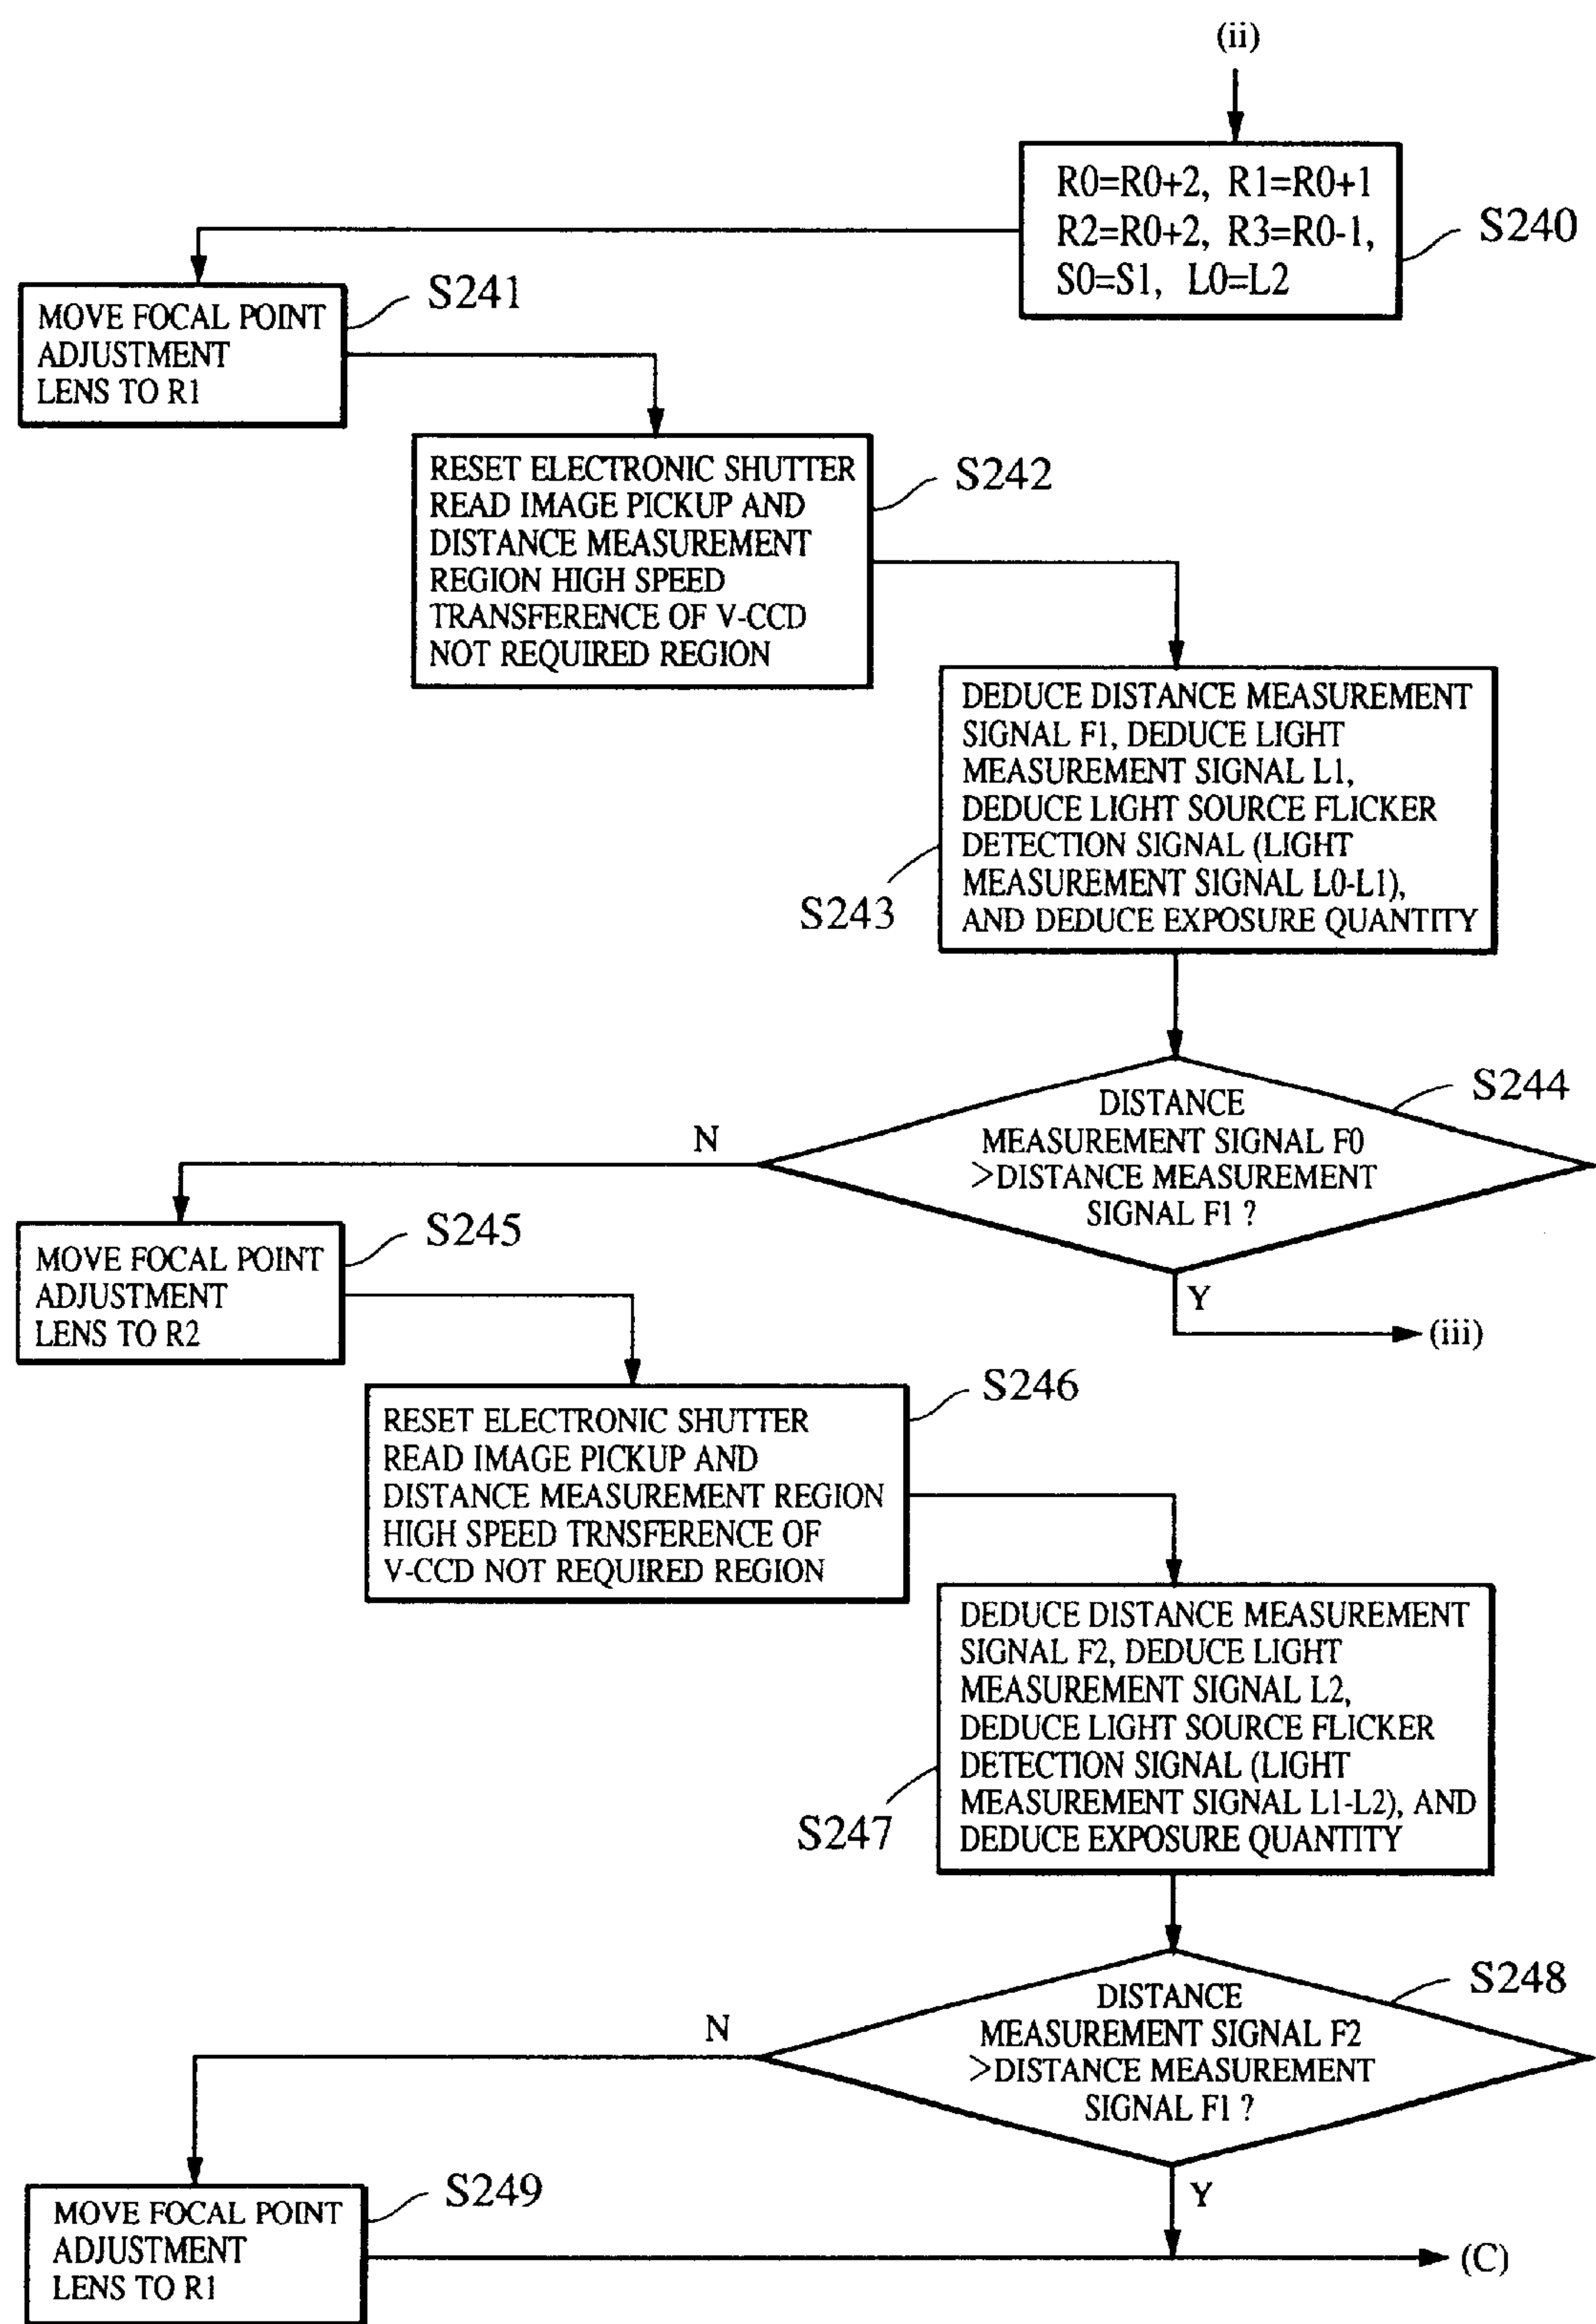 (ii)
R0=R0+2, R1=R0+1
R2=R0+2, R3=R0-1,
S0=S1, L0=L2
S240
MOVE FOCAL POINT
ADJUSTMENT
LENS TO R1
S241
RESET ELECTRONIC SHUTTER
READ IMAGE PICKUP AND
DISTANCE MEASUREMENT
REGION HIGH SPEED
TRANSFERENCE OF V-CCD
NOT REQUIRED REGION
S242
DEDUCE DISTANCE MEASUREMENT
SIGNAL F1, DEDUCE LIGHT
MEASUREMENT SIGNAL L1,
DEDUCE LIGHT SOURCE FLICKER
DETECTION SIGNAL (LIGHT
MEASUREMENT SIGNAL L0-L1),
AND DEDUCE EXPOSURE QUANTITY
S243
DISTANCE
MEASUREMENT SIGNAL F0
>DISTANCE MEASUREMENT
SIGNAL F1 ?
S244
N
Y
(iii)
MOVE FOCAL POINT
ADJUSTMENT
LENS TO R2
S245
RESET ELECTRONIC SHUTTER
READ IMAGE PICKUP AND
DISTANCE MEASUREMENT REGION
HIGH SPEED TRNSFERENCE OF
V-CCD NOT REQUIRED REGION
S246
DEDUCE DISTANCE MEASUREMENT
SIGNAL F2, DEDUCE LIGHT
MEASUREMENT SIGNAL L2,
DEDUCE LIGHT SOURCE FLICKER
DETECTION SIGNAL (LIGHT
MEASUREMENT SIGNAL L1-L2), AND
DEDUCE EXPOSURE QUANTITY
S247
DISTANCE
MEASUREMENT SIGNAL F2
>DISTANCE MEASUREMENT
SIGNAL F1 ?
S248
N
Y
MOVE FOCAL POINT
ADJUSTMENT
LENS TO R1
S249
(C)